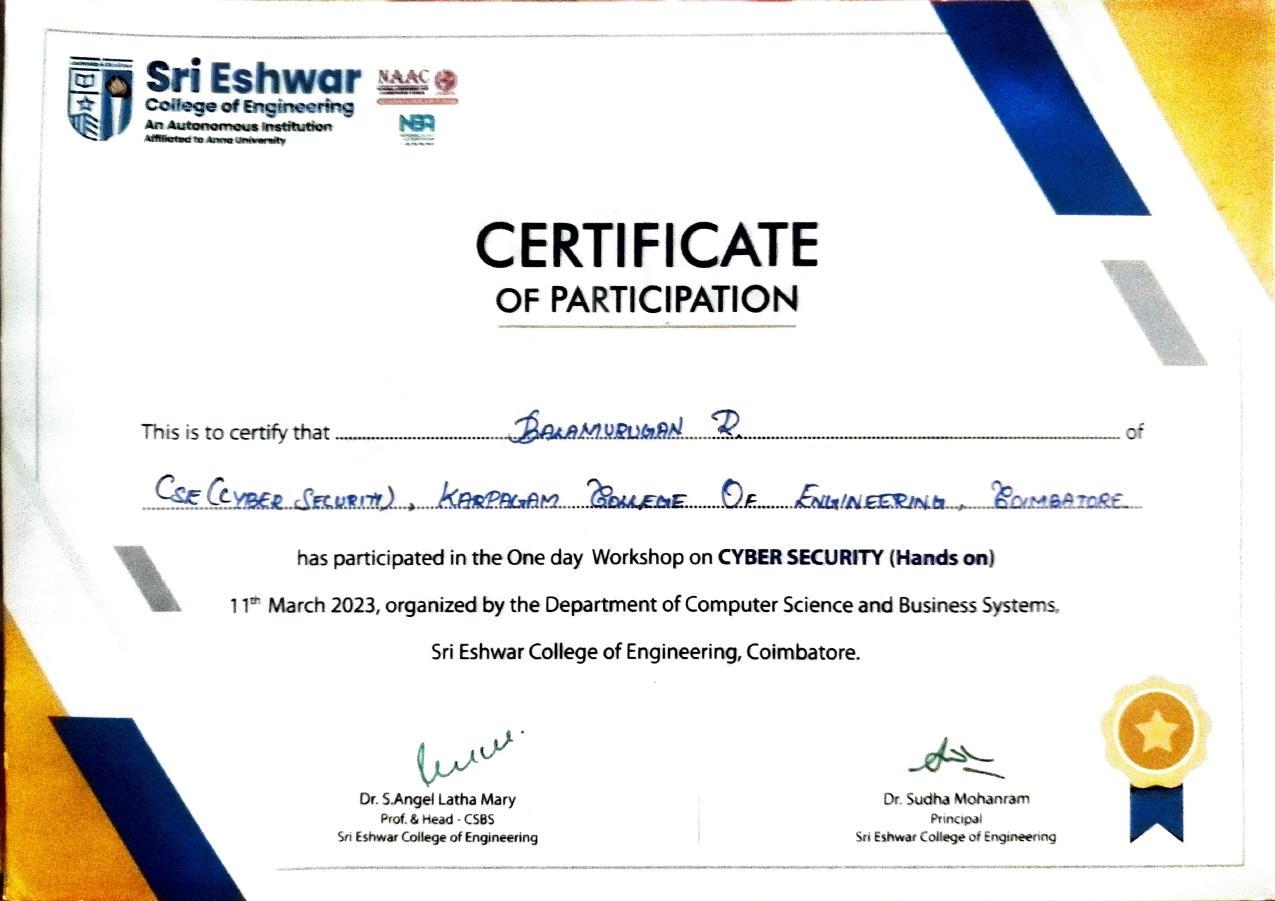 Sri Eshwar
College of Engineering
An Autonomous Institution
Affiliated to Anna University
NAAC
NBA
CERTIFICATE
OF PARTICIPATION
This is to certify that BALAMURUGAN R. of
CSE (CYBER SECURITY), KARPAGAM COLLEGE OF ENGINEERING, COIMBATORE
has participated in the One day Workshop on CYBER SECURITY (Hands on)
11th March 2023, organized by the Department of Computer Science and Business Systems,
Sri Eshwar College of Engineering, Coimbatore.
Dr. S.Angel Latha Mary
Prof. & Head - CSBS
Sri Eshwar College of Engineering
Dr. Sudha Mohanram
Principal
Sri Eshwar College of Engineering